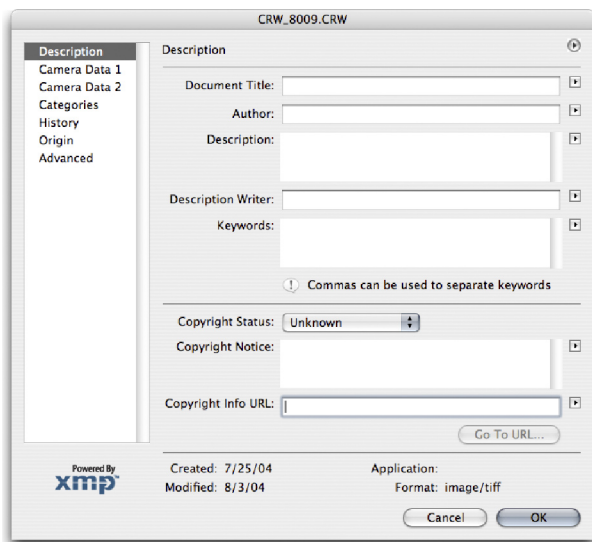 CRW_8009.CRW
Description
Camera Data 1
Camera Data 2
Categories
History
Origin
Advanced
Description
Document Title:
Author:
Description:
Description Writer:
Keywords:
! Commas can be used to separate keywords
Copyright Status: Unknown
Copyright Notice:
Copyright Info URL:
Go To URL...
Powered By
xmp™
Created: 7/25/04
Application:
Modified: 8/3/04
Format: image/tiff
Cancel
OK